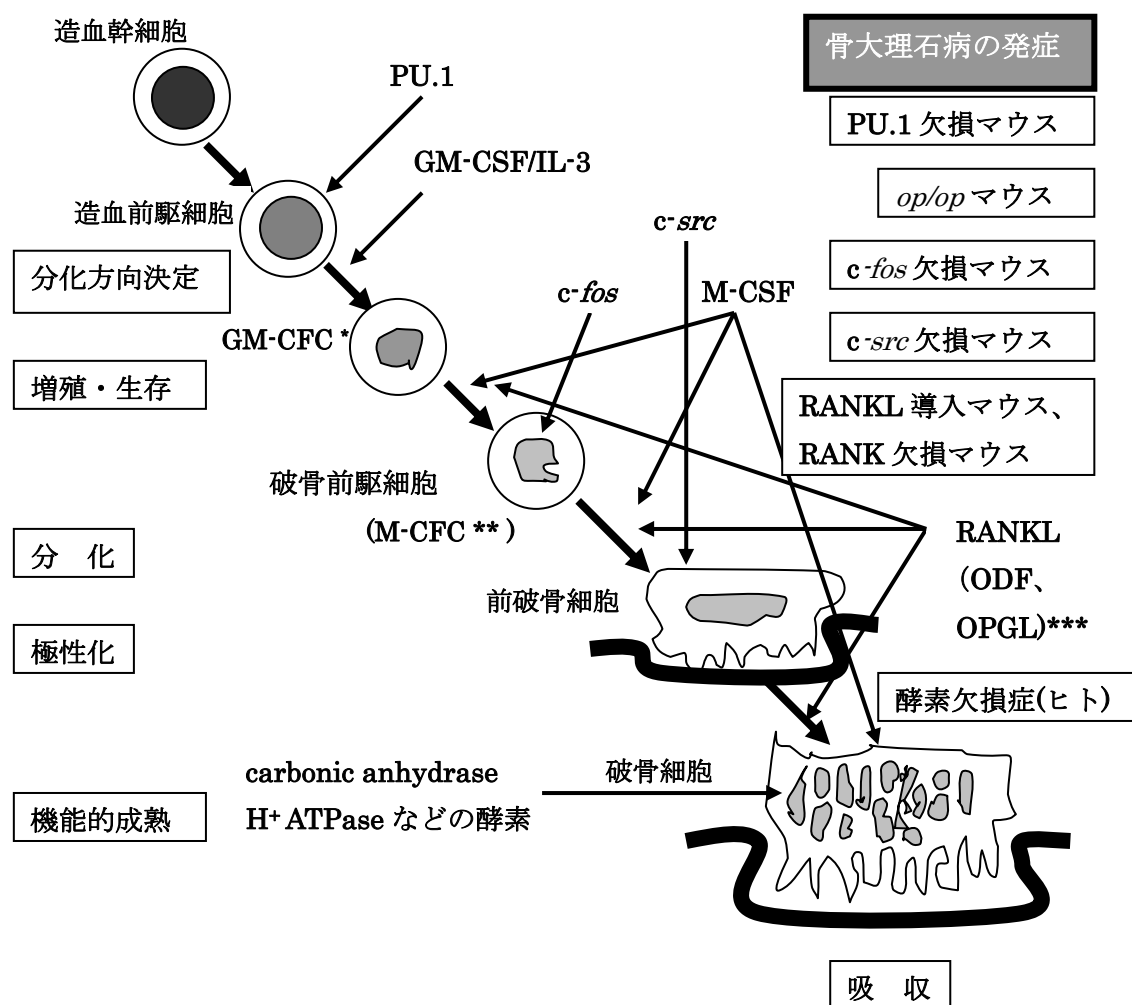 造血幹細胞
骨大理石病の発症
PU.1
PU.1 欠損マウス
GM-CSF/IL-3
op/op マウス
造血前駆細胞
c-src
分化方向決定
c-fos 欠損マウス
c-fos
M-CSF
GM-CFC *
c-src 欠損マウス
増殖・生存
RANKL 導入マウス、
RANK 欠損マウス
破骨前駆細胞
(M-CFC ** )
分 化
RANKL
(ODF、
OPGL)***
前破骨細胞
極性化
酵素欠損症(ヒト)
carbonic anhydrase
H+ ATPase などの酵素
破骨細胞
機能的成熟
吸 収